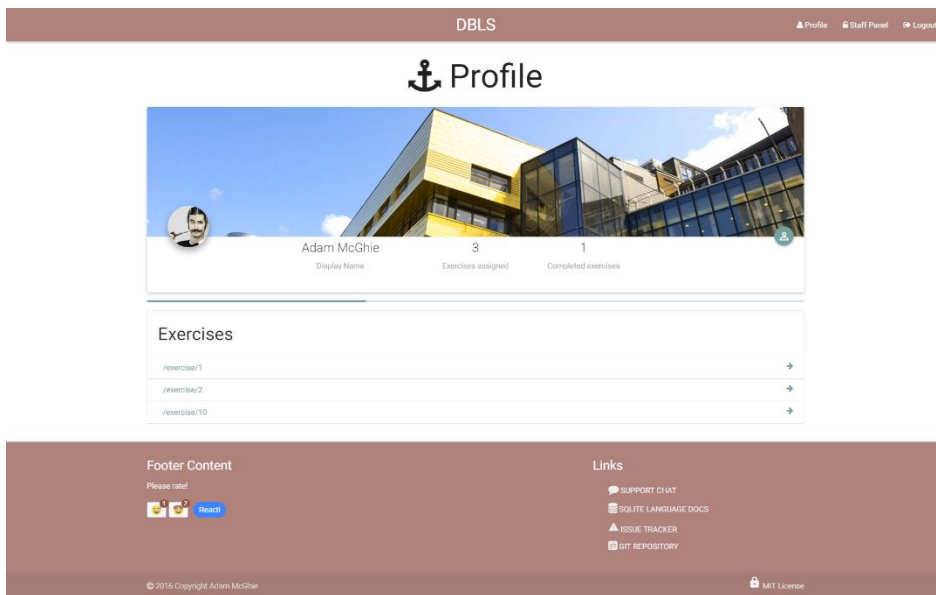 DBLS
Profile
Staff Panel
Logout
Profile
Adam McGhie
Display Name
3
Exercises assigned
1
Completed exercises
Exercises
/exercise/1
/exercise/2
/exercise/10
Footer Content
Please rate!
1
React!
Links
SUPPORT CHAT
SQLITE LANGUAGE DOCS
ISSUE TRACKER
GIT REPOSITORY
© 2016 Copyright Adam McGhie
MIT License